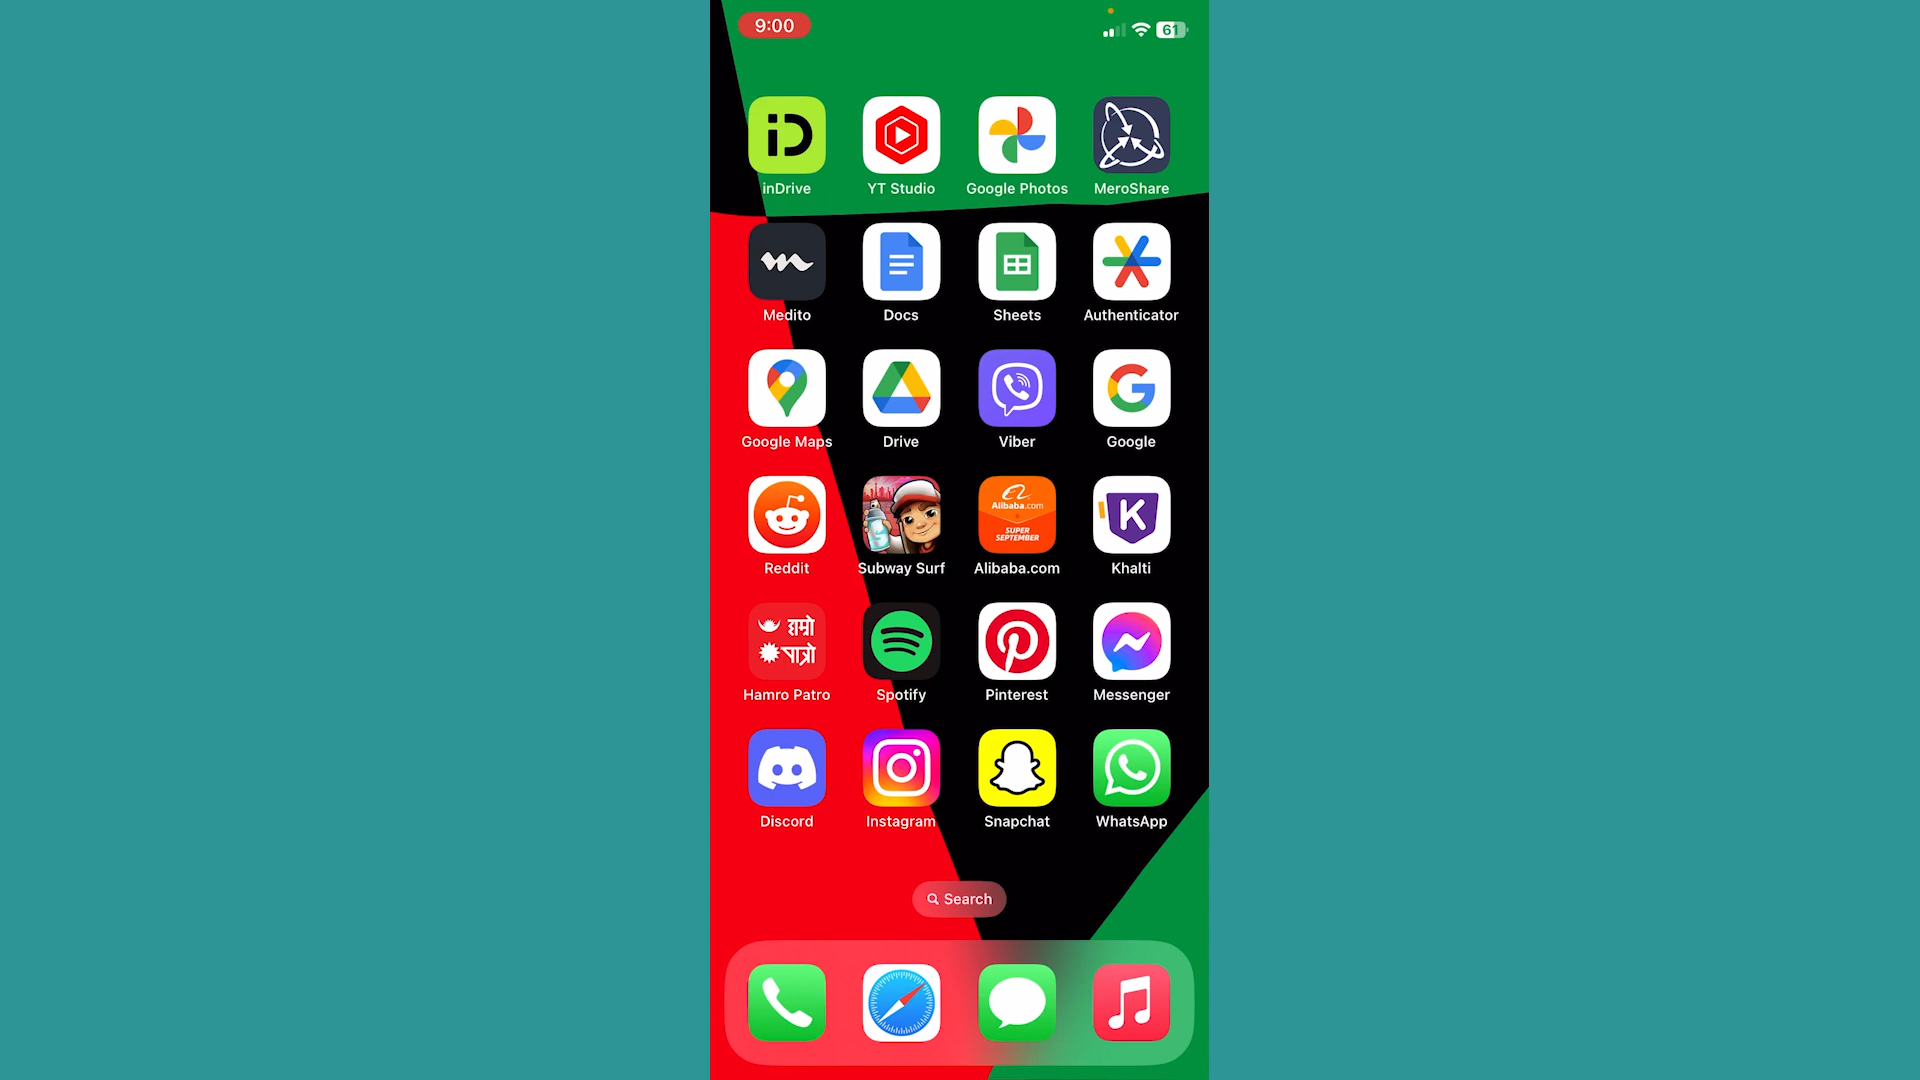 9:00
61
iD
inDrive
YT Studio
Google Photos
MeroShare
Medito
Docs
Sheets
Authenticator
Google Maps
Drive
Viber
G
Google
Reddit
Subway Surf
Alibaba.com
SUPER
SEPTEMBER
Alibaba.com
K
Khalti
हाम्रो
पात्रो
Hamro Patro
Spotify
Pinterest
Messenger
Discord
Instagram
Snapchat
WhatsApp
Search